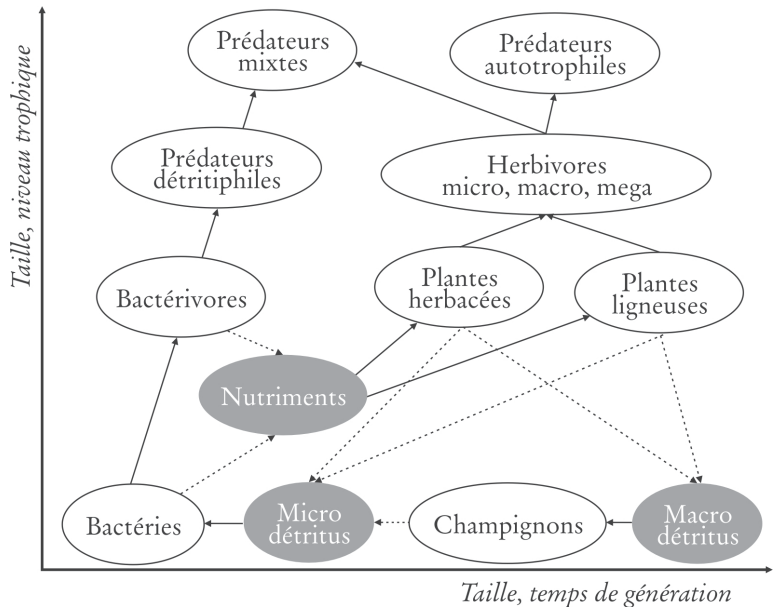 Taille, niveau trophique
Prédateurs
mixtes
Prédateurs
autotrophiles
Prédateurs
détritiphiles
Herbivores
micro, macro, mega
Bactérivores
Plantes
herbacées
Plantes
ligneuses
Nutriments
Bactéries
Micro
détritus
Champignons
Macro
détritus
Taille, temps de génération